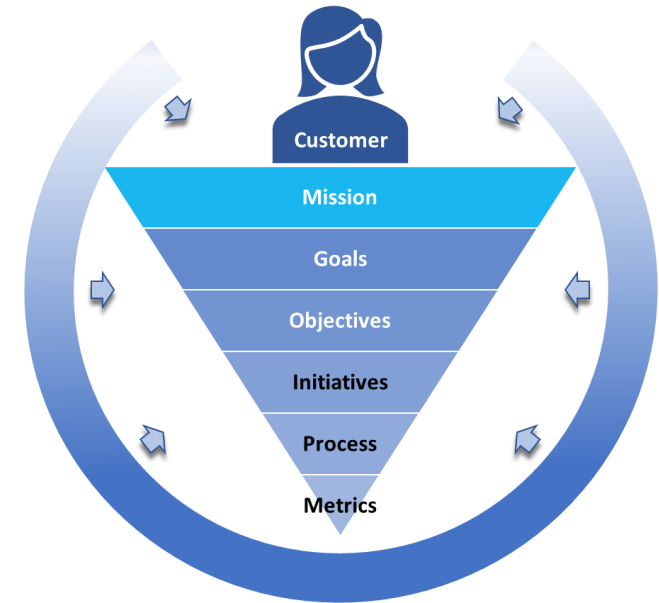 Customer
Mission
Goals
Objectives
Initiatives
Process
Metrics